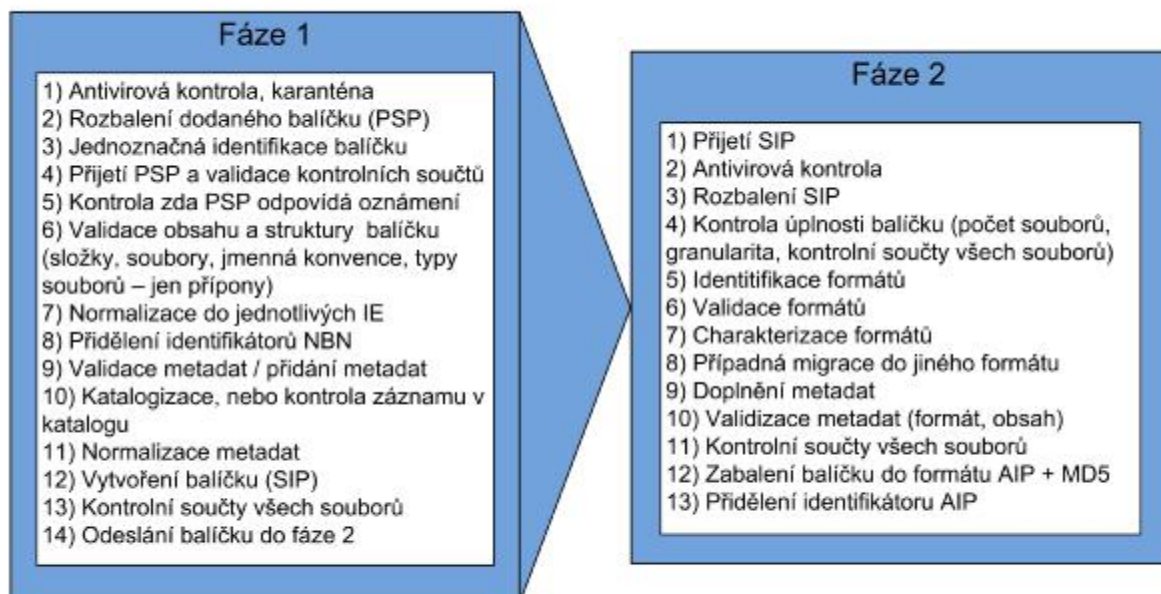 Fáze 1
1) Antivirová kontrola, karanténa
2) Rozbalení dodaného balíčku (PSP)
3) Jednoznačná identifikace balíčku
4) Přijetí PSP a validace kontrolních součtů
5) Kontrola zda PSP odpovídá oznámení
6) Validace obsahu a struktury balíčku
(složky, soubory, jmenná konvence, typy
souborů – jen přípony)
7) Normalizace do jednotlivých IE
8) Přidělení identifikátorů NBN
9) Validace metadat / přidání metadat
10) Katalogizace, nebo kontrola záznamu v
katalogu
11) Normalizace metadat
12) Vytvoření balíčku (SIP)
13) Kontrolní součty všech souborů
14) Odeslání balíčku do fáze 2
Fáze 2
1) Přijetí SIP
2) Antivirová kontrola
3) Rozbalení SIP
4) Kontrola úplnosti balíčku (počet souborů,
granularita, kontrolní součty všech souborů)
5) Identitifikace formátů
6) Validace formátů
7) Charakterizace formátů
8) Případná migrace do jiného formátu
9) Doplnění metadat
10) Validizace metadat (formát, obsah)
11) Kontrolní součty všech souborů
12) Zabalení balíčku do formátu AIP + MD5
13) Přidělení identifikátoru AIP